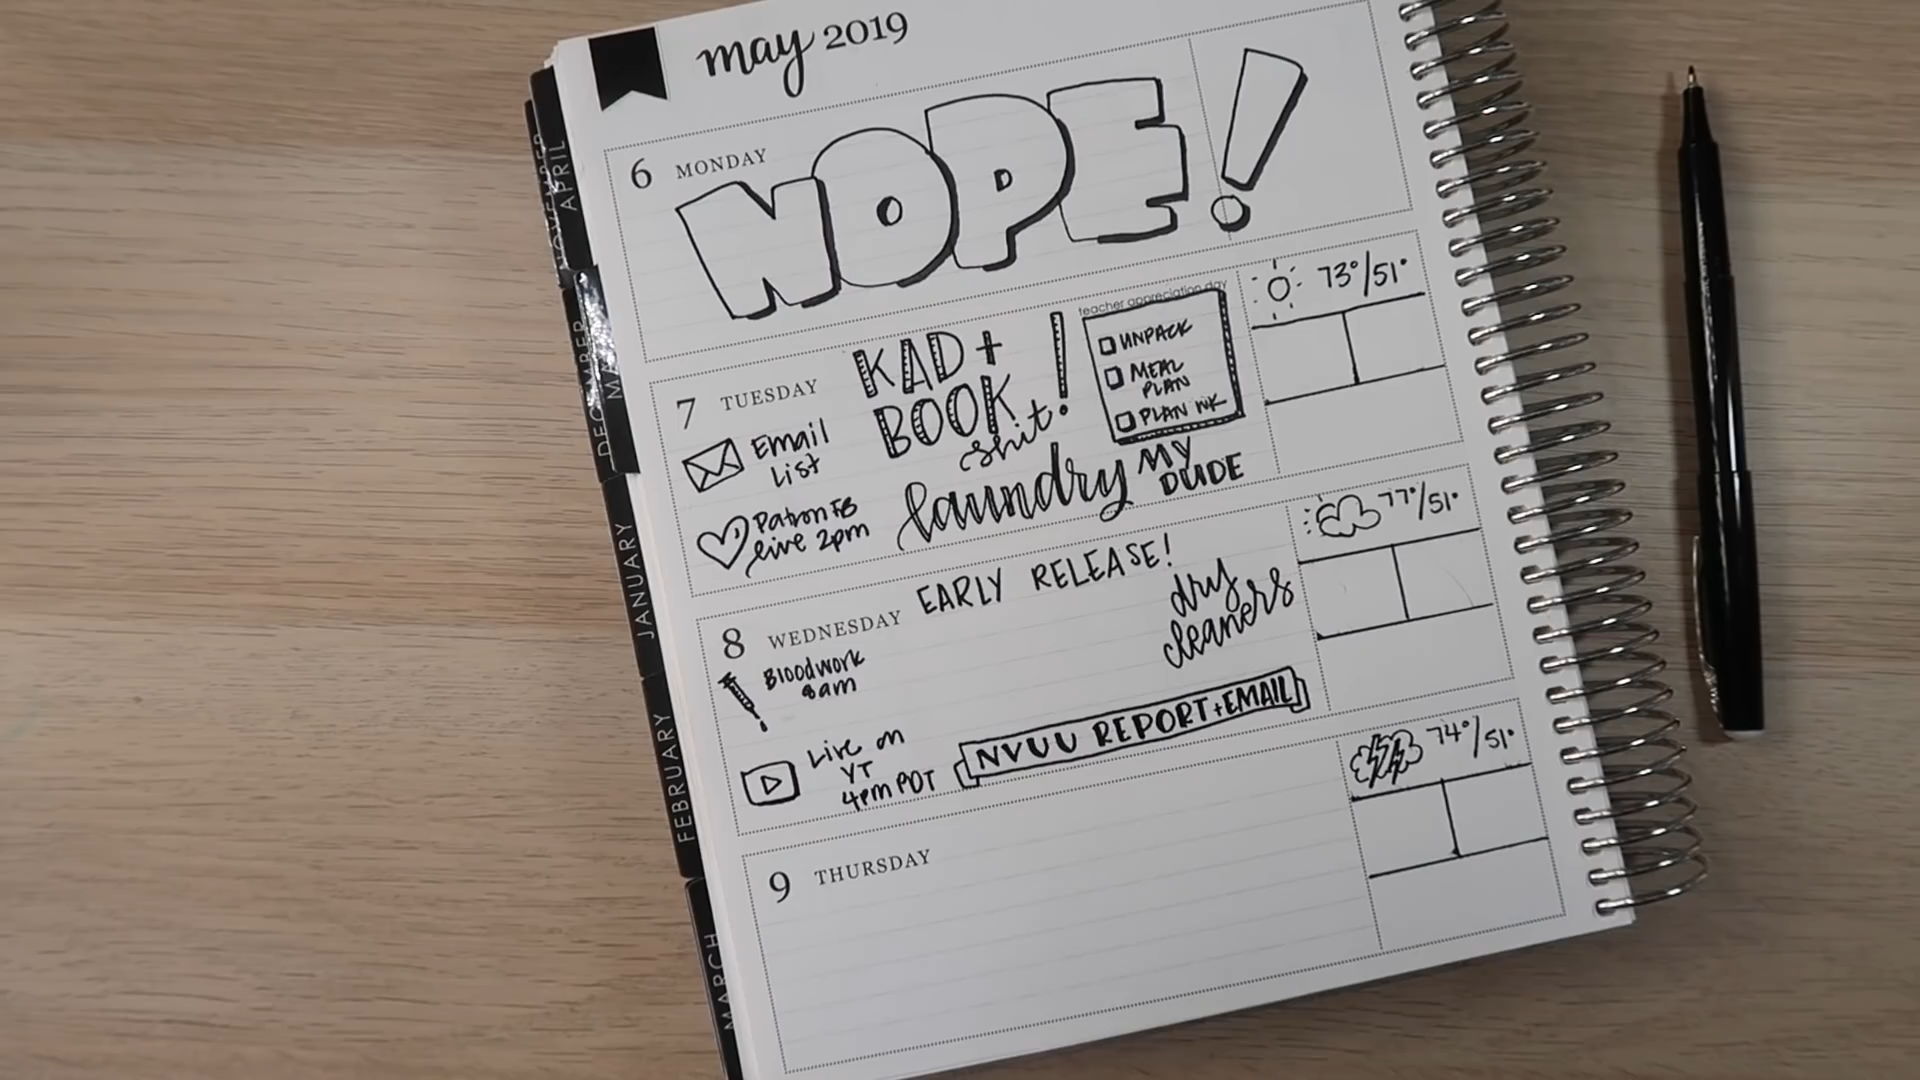 may 2019
6 MONDAY
NOPE!
7 TUESDAY
KAD +
BOOK
shit!
teacher appreciation day
UNPACK
MEAL
PLAN
PLAN WK
73°/51°
Email
List
Patron FB
live 2pm
laundry MY
DUDE
8 WEDNESDAY
EARLY RELEASE!
dry
cleaners
77°/51°
Bloodwork
8am
Live on
YT
4pm PDT
NVUU REPORT + EMAIL
9 THURSDAY
74°/51°
NOVEMBER
APRIL
DECEMBER
JANUARY
FEBRUARY
MARCH